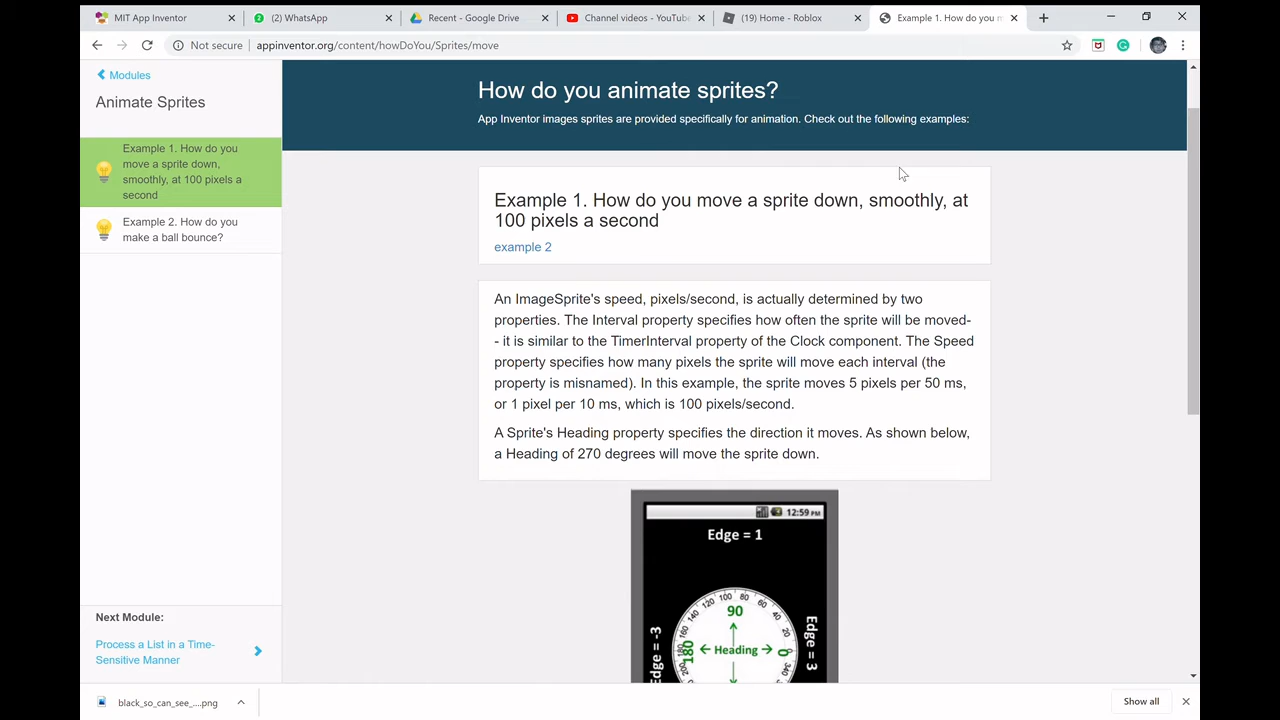 MIT App Inventor
(2) WhatsApp
Recent - Google Drive
Channel videos - YouTube
(19) Home - Roblox
Example 1. How do you m
Not secure
appinventor.org/content/howDoYou/Sprites/move
Modules
Animate Sprites
Example 1. How do you
move a sprite down,
smoothly, at 100 pixels a
second
Example 2. How do you
make a ball bounce?
How do you animate sprites?
App Inventor images sprites are provided specifically for animation. Check out the following examples:
Example 1. How do you move a sprite down, smoothly, at
100 pixels a second
example 2
An ImageSprite's speed, pixels/second, is actually determined by two
properties. The Interval property specifies how often the sprite will be moved-
- it is similar to the TimerInterval property of the Clock component. The Speed
property specifies how many pixels the sprite will move each interval (the
property is misnamed). In this example, the sprite moves 5 pixels per 50 ms,
or 1 pixel per 10 ms, which is 100 pixels/second.
A Sprite's Heading property specifies the direction it moves. As shown below,
a Heading of 270 degrees will move the sprite down.
12:59 PM
Edge = 1
Edge = -3
Edge = 3
140 120 100 80 60 40 20
160
90
180
Heading
0
200
340
Next Module:
Process a List in a Time-
Sensitive Manner
black_so_can_see_....png
Show all